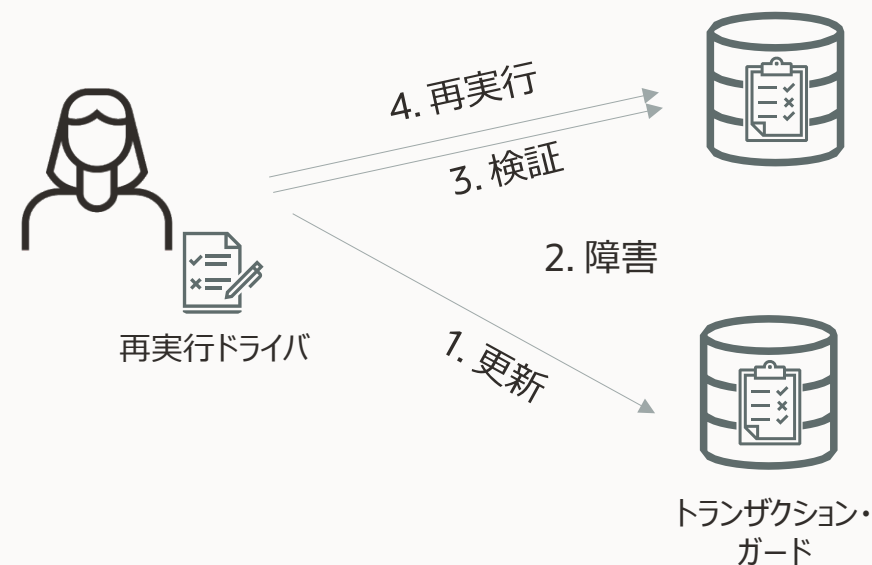 4. 再実行
3. 検証
2. 障害
再実行ドライバ
1. 更新
トランザクション・
ガード